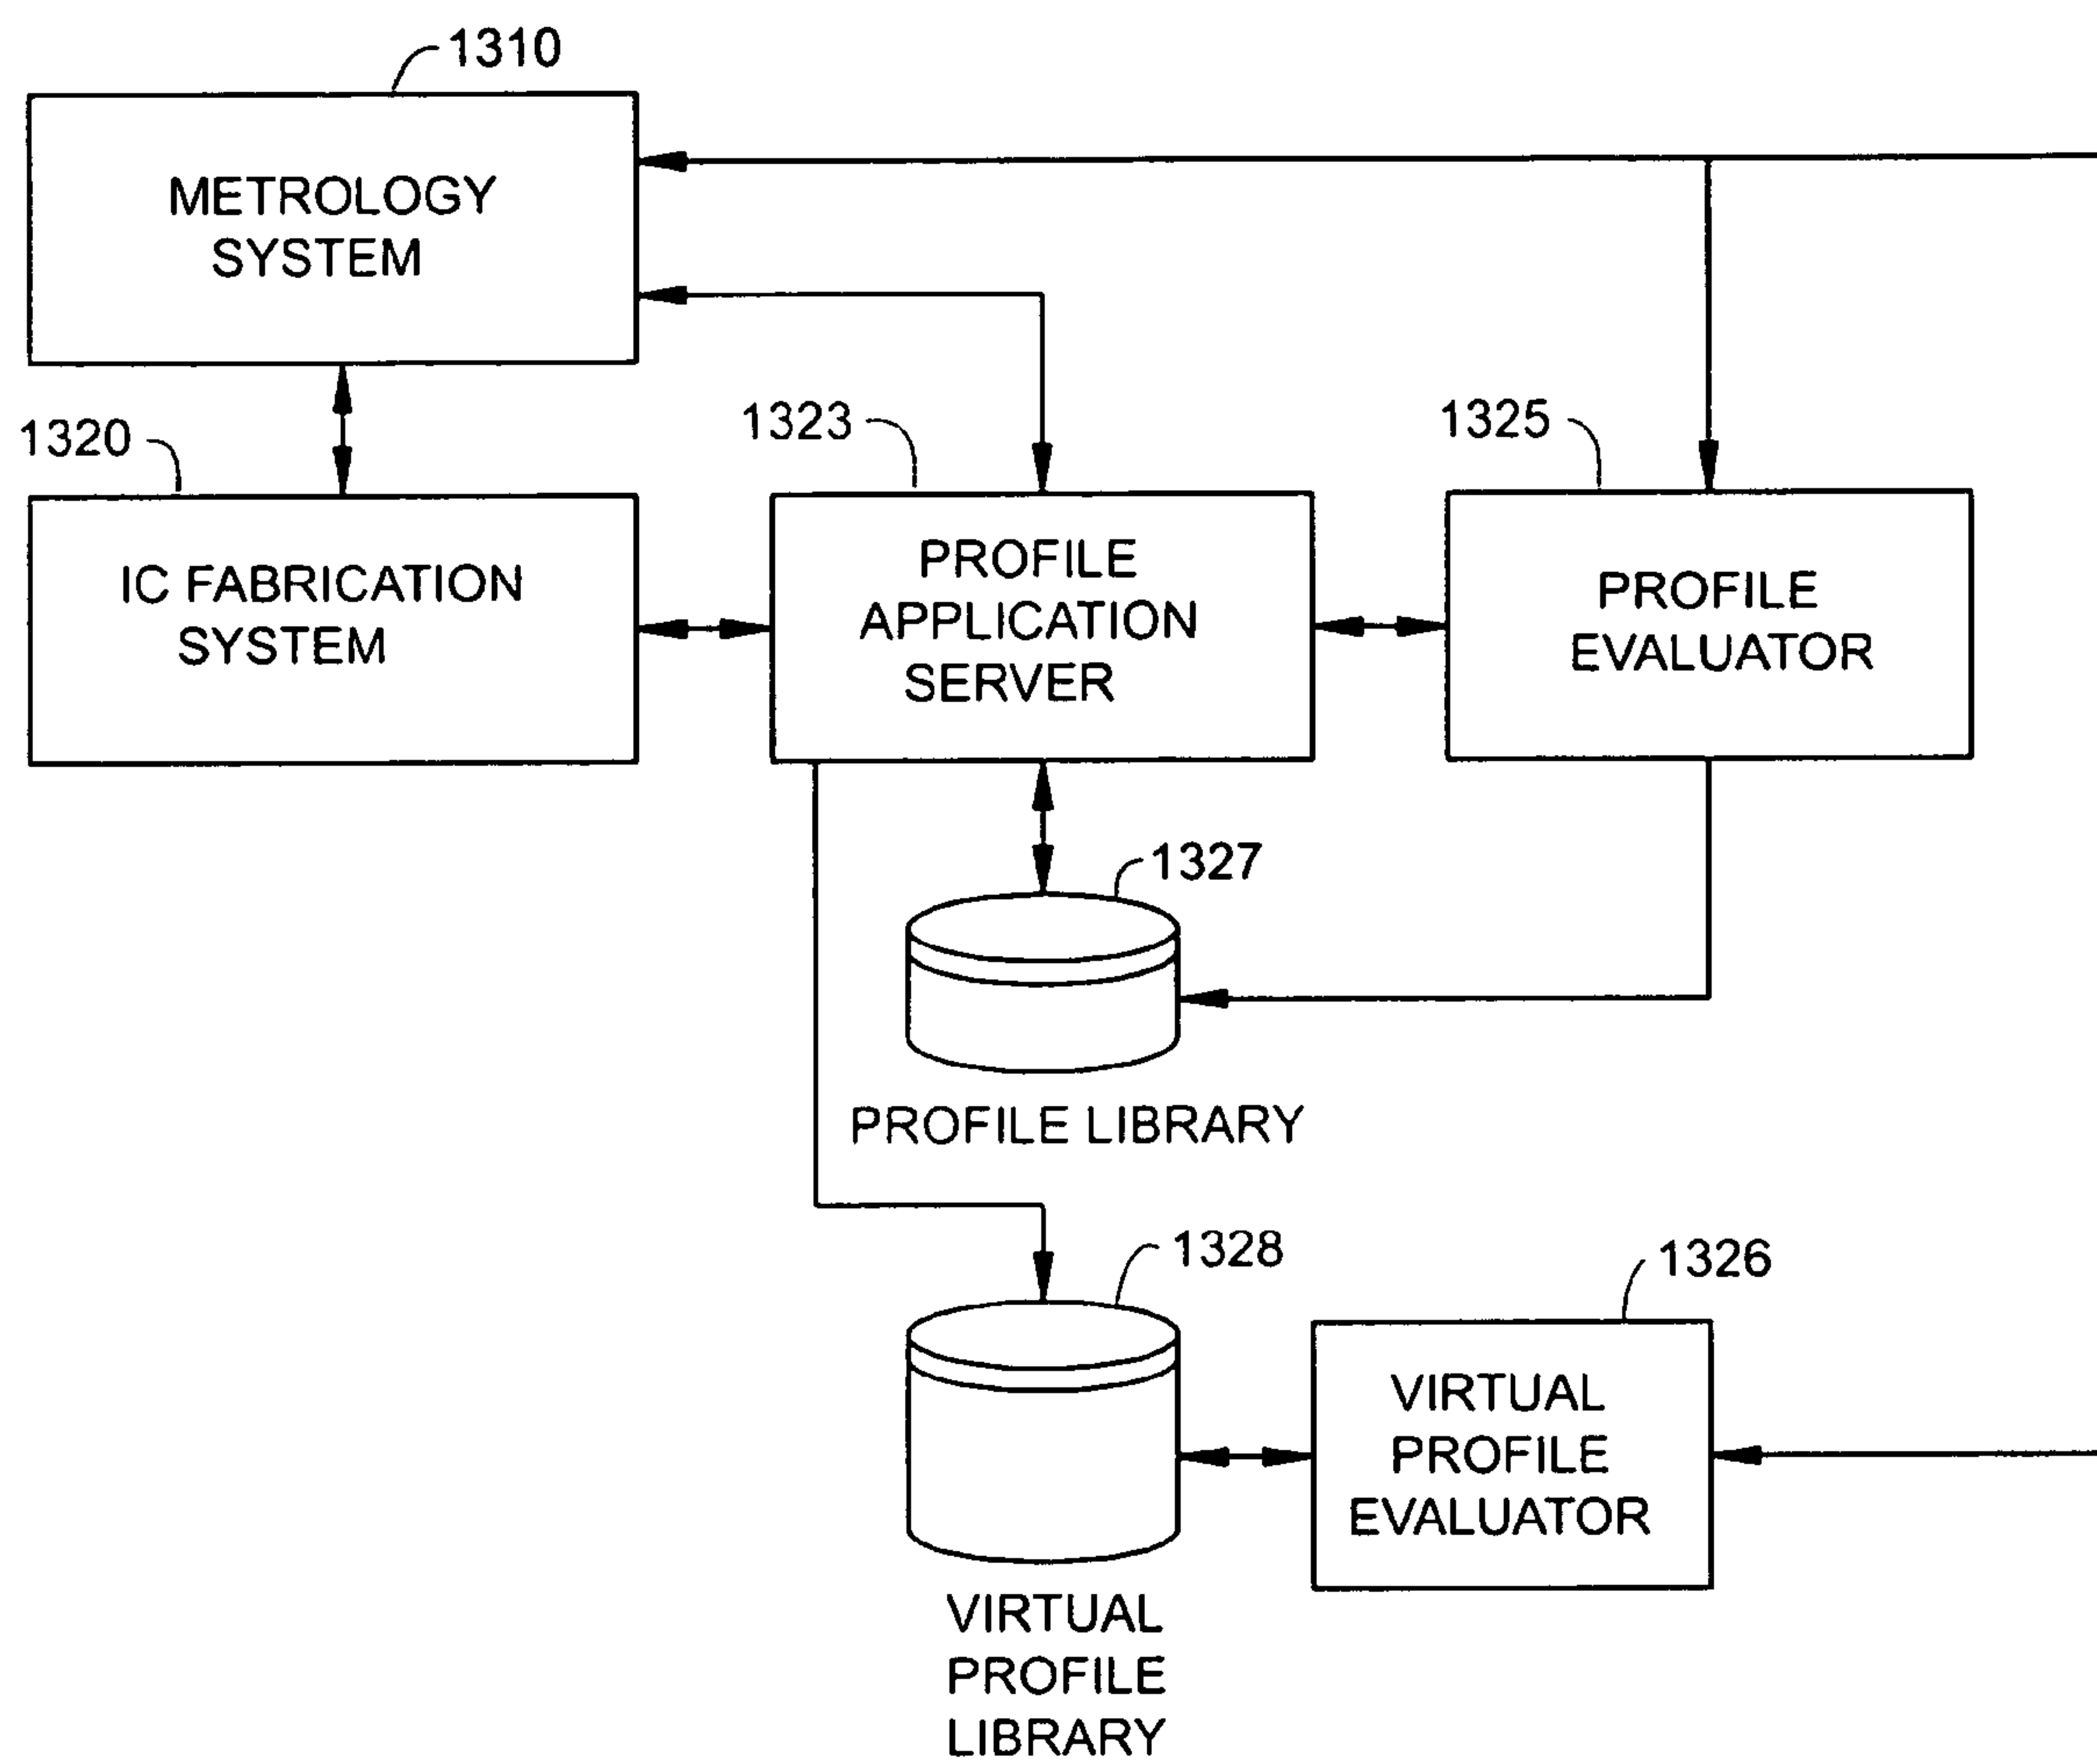 1310
METROLOGY
SYSTEM
1320
1323
1325
IC FABRICATION
SYSTEM
PROFILE
APPLICATION
SERVER
PROFILE
EVALUATOR
1327
PROFILE LIBRARY
1328
1326
VIRTUAL
PROFILE
EVALUATOR
VIRTUAL
PROFILE
LIBRARY